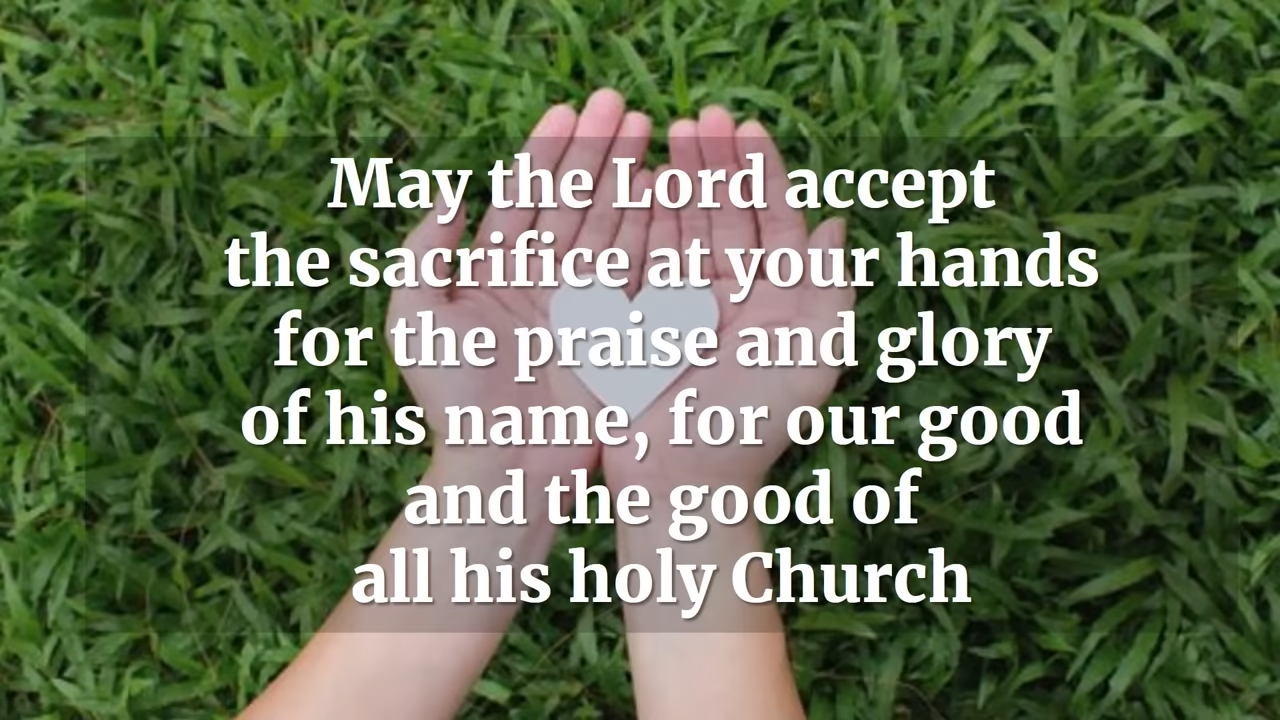 May the Lord accept
the sacrifice at your hands
for the praise and glory
of his name, for our good
and the good of
all his holy Church